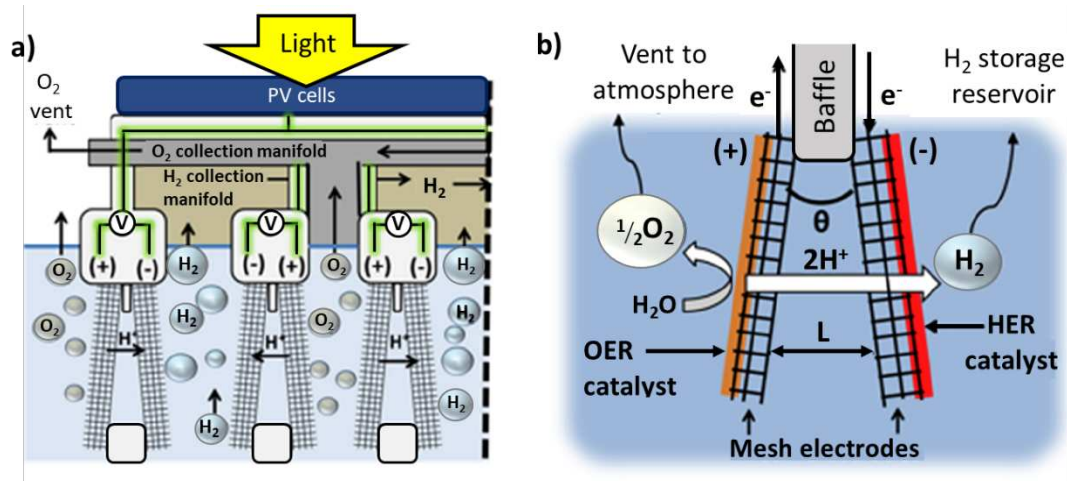 a)
Light
PV cells
O₂
vent
O₂ collection manifold
H₂ collection
manifold
H₂
V
V
V
(+) (-)
(-) (+)
(+) (-)
O₂
H₂
O₂
H₂
O₂
H₂
O₂
H₂
H⁺
H⁺
H⁺
H₂
H₂
b)
Vent to
atmosphere
H₂ storage
reservoir
e⁻
Baffle
e⁻
(+)
(-)
½O₂
θ
2H⁺
H₂
H₂O
L
OER
catalyst
HER
catalyst
Mesh electrodes